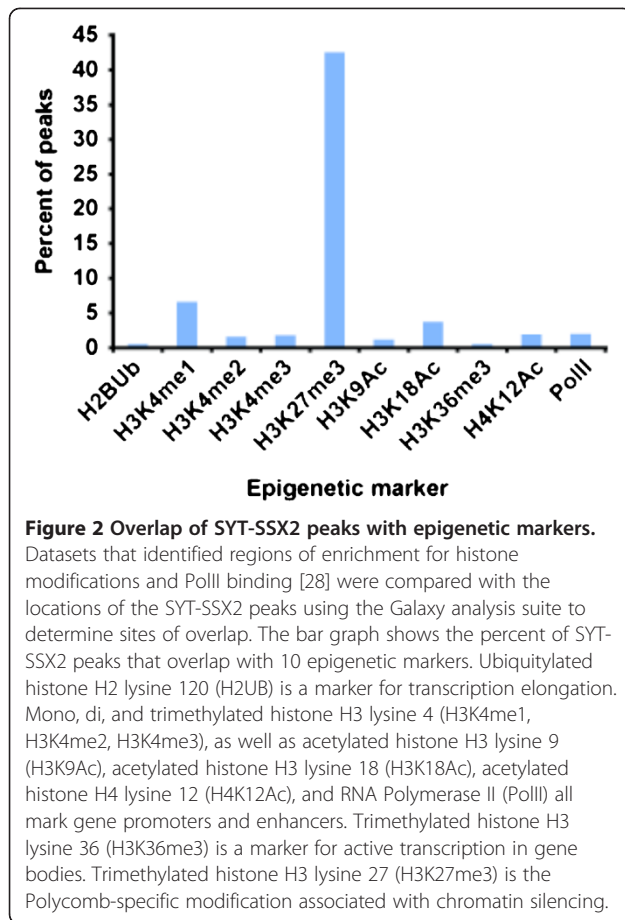 45
40
35
30
25
20
15
10
5
0
Percent of peaks
H2BUb
H3K4me1
H3K4me2
H3K4me3
H3K27me3
H3K9Ac
H3K18Ac
H3K36me3
H4K12Ac
PolII
Epigenetic marker
Figure 2 Overlap of SYT-SSX2 peaks with epigenetic markers.
Datasets that identified regions of enrichment for histone
modifications and PolII binding [28] were compared with the
locations of the SYT-SSX2 peaks using the Galaxy analysis suite to
determine sites of overlap. The bar graph shows the percent of SYT-
SSX2 peaks that overlap with 10 epigenetic markers. Ubiquitylated
histone H2 lysine 120 (H2UB) is a marker for transcription elongation.
Mono, di, and trimethylated histone H3 lysine 4 (H3K4me1,
H3K4me2, H3K4me3), as well as acetylated histone H3 lysine 9
(H3K9Ac), acetylated histone H3 lysine 18 (H3K18Ac), acetylated
histone H4 lysine 12 (H4K12Ac), and RNA Polymerase II (PolII) all
mark gene promoters and enhancers. Trimethylated histone H3
lysine 36 (H3K36me3) is a marker for active transcription in gene
bodies. Trimethylated histone H3 lysine 27 (H3K27me3) is the
Polycomb-specific modification associated with chromatin silencing.